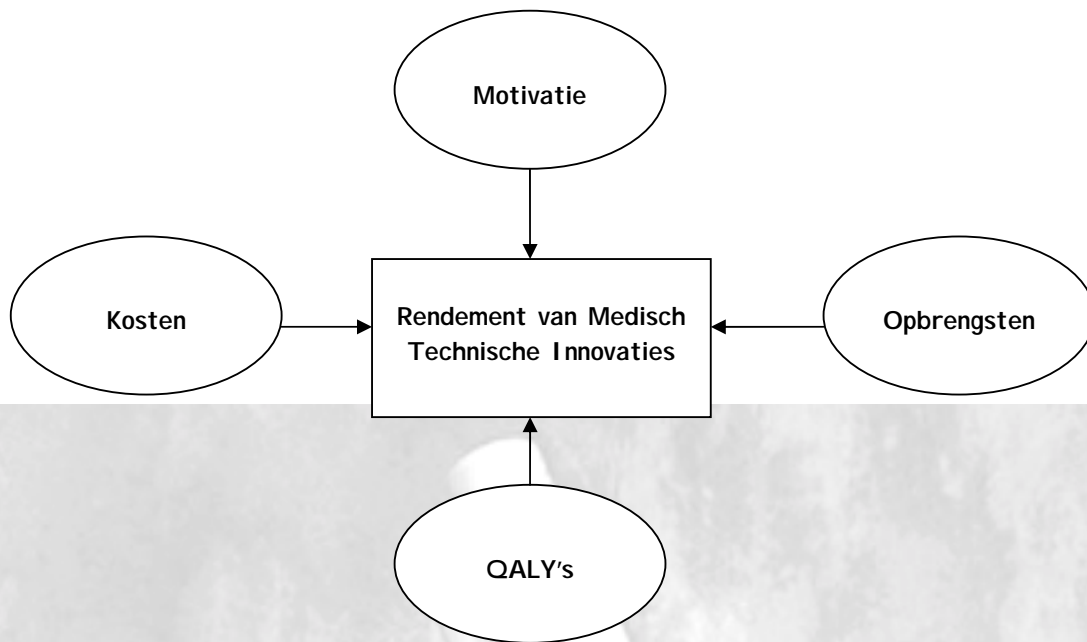 Motivatie
Kosten
Rendement van Medisch
Technische Innovaties
Opbrengsten
QALY's